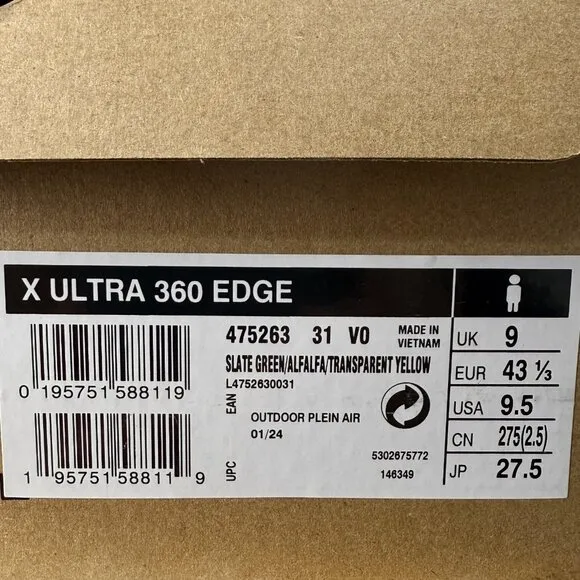 X ULTRA 360 EDGE
475263 31 V0
MADE IN
VIETNAM
SLATE GREEN/ALFALFA/TRANSPARENT YELLOW
L4752630031
EAN
0 195751 588119
OUTDOOR PLEIN AIR
01/24
UPC
1 95751 58811 9
5302675772
146349
UK 9
EUR 43 ⅓
USA 9.5
CN 275(2.5)
JP 27.5